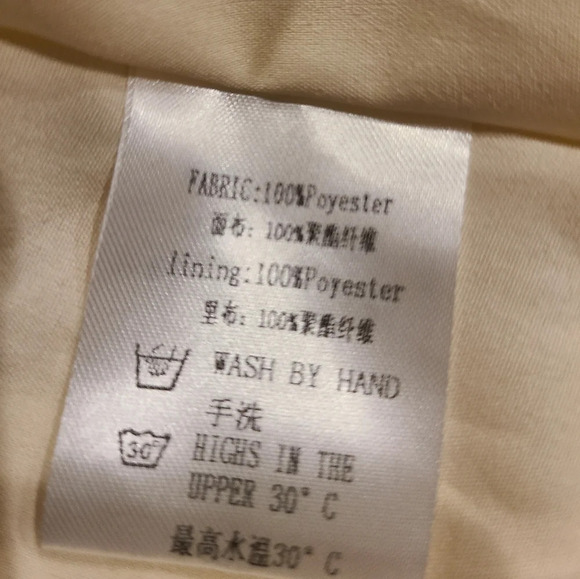 FABRIC:100%Poyester
面布：100%聚酯纤维
lining:100%Poyester
里布：100%聚酯纤维
WASH BY HAND
手洗
30°
HIGHS IN THE
UPPER 30° C
最高水温30° C